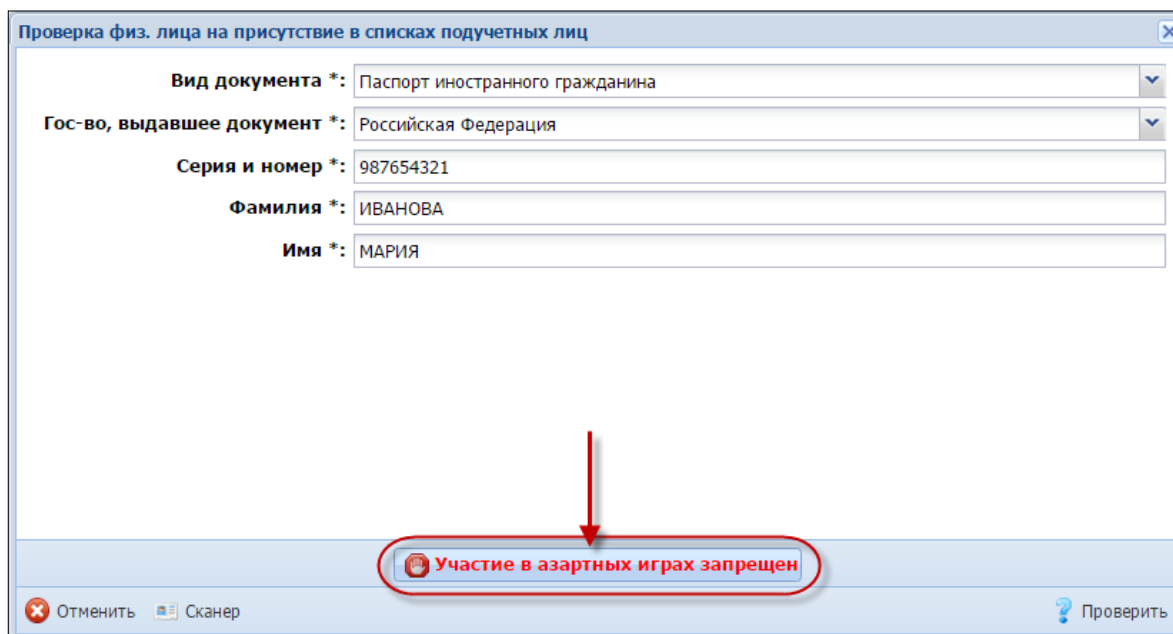 Проверка физ. лица на присутствие в списках подучетных лиц
Вид документа *: Паспорт иностранного гражданина
Гос-во, выдавшее документ *: Российская Федерация
Серия и номер *: 987654321
Фамилия *: ИВАНОВА
Имя *: МАРИЯ
Участие в азартных играх запрещен
Отменить Сканер Проверить